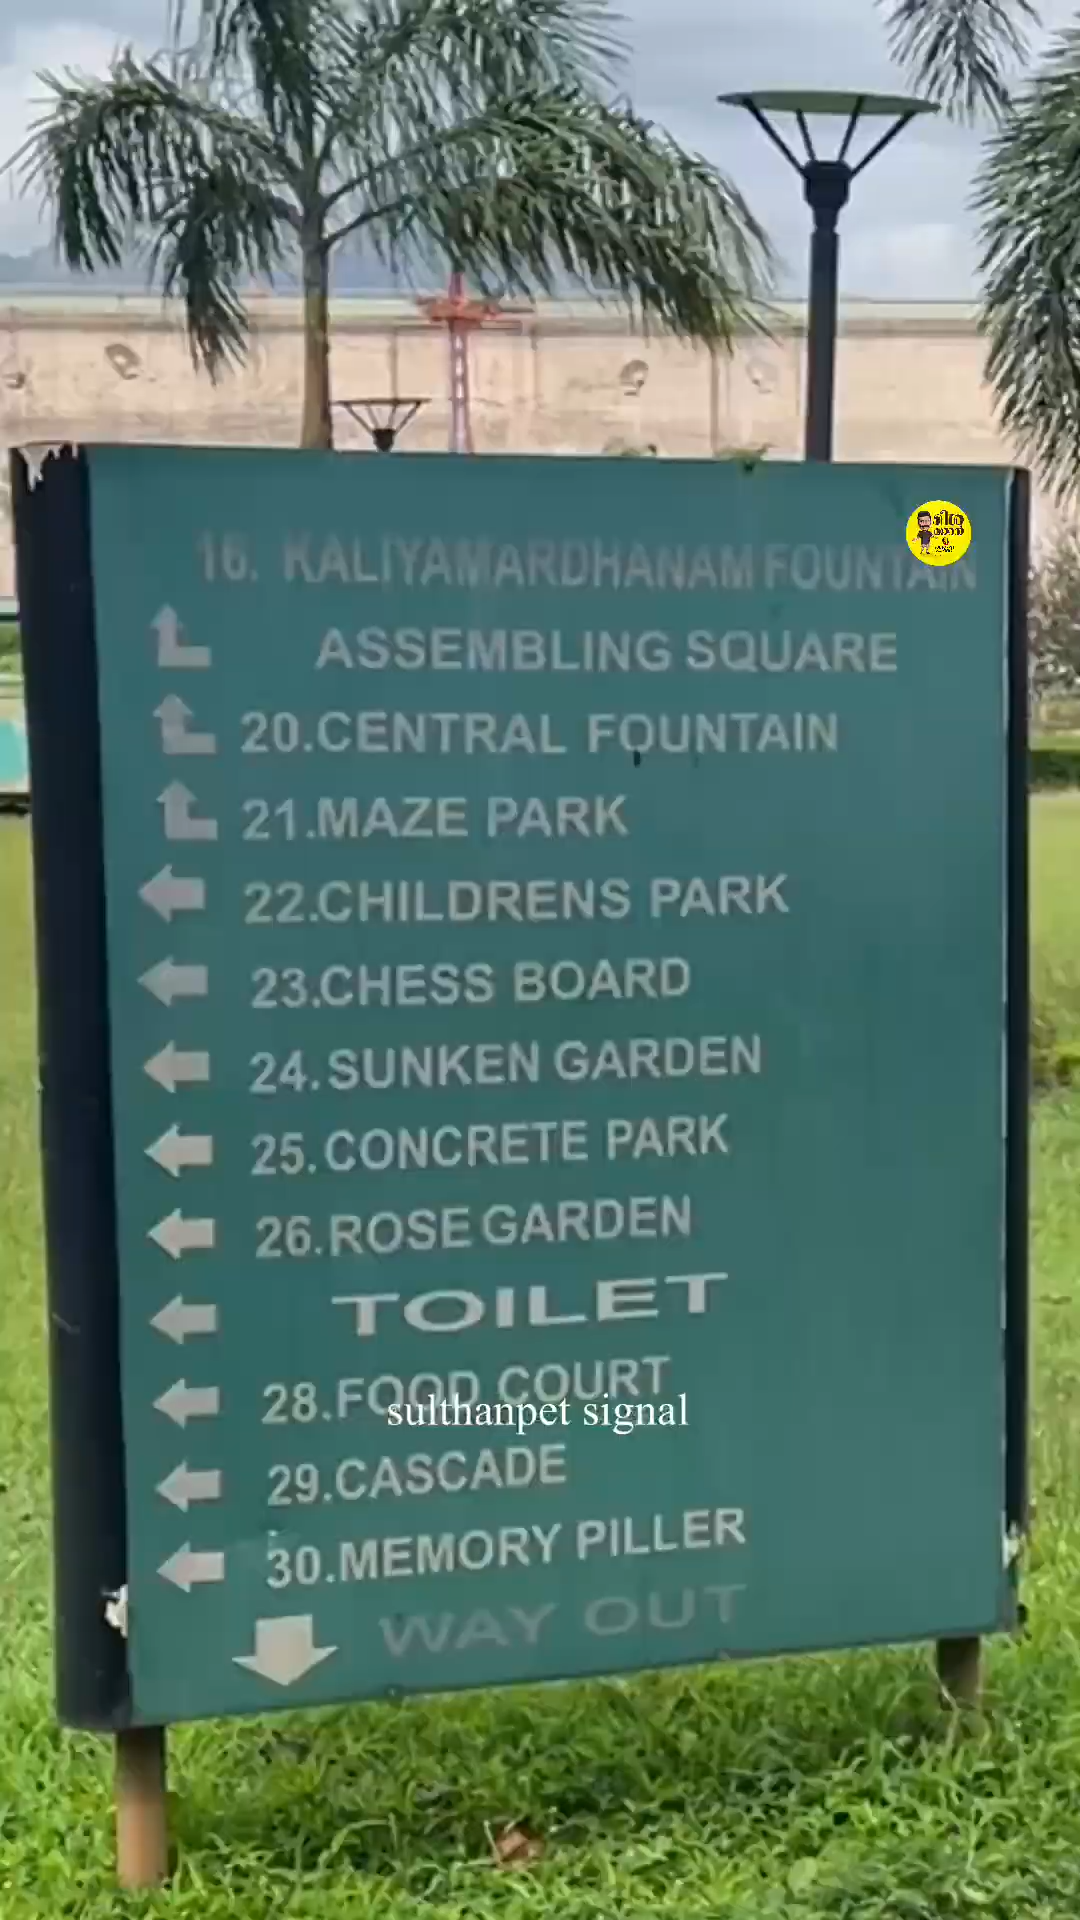 16. KALIYAMARDHANAM FOUNTAIN
ASSEMBLING SQUARE
20.CENTRAL FOUNTAIN
21.MAZE PARK
22.CHILDRENS PARK
23.CHESS BOARD
24.SUNKEN GARDEN
25.CONCRETE PARK
26.ROSE GARDEN
TOILET
28.FOOD COURT
sulthanpet signal
29.CASCADE
30.MEMORY PILLER
WAY OUT